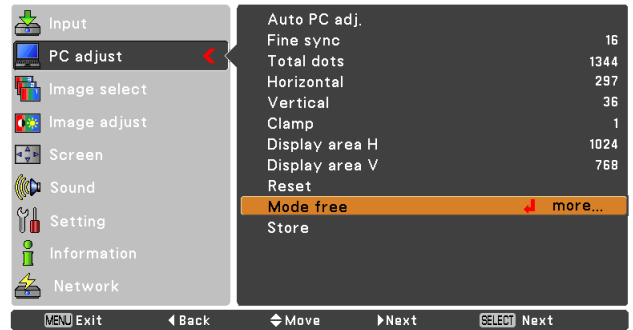 Input
PC adjust
Image select
Image adjust
Screen
Sound
Setting
Information
Network
Auto PC adj.
Fine sync 16
Total dots 1344
Horizontal 297
Vertical 36
Clamp 1
Display area H 1024
Display area V 768
Reset
Mode free more...
Store
MENU Exit Back Move Next SELECT Next